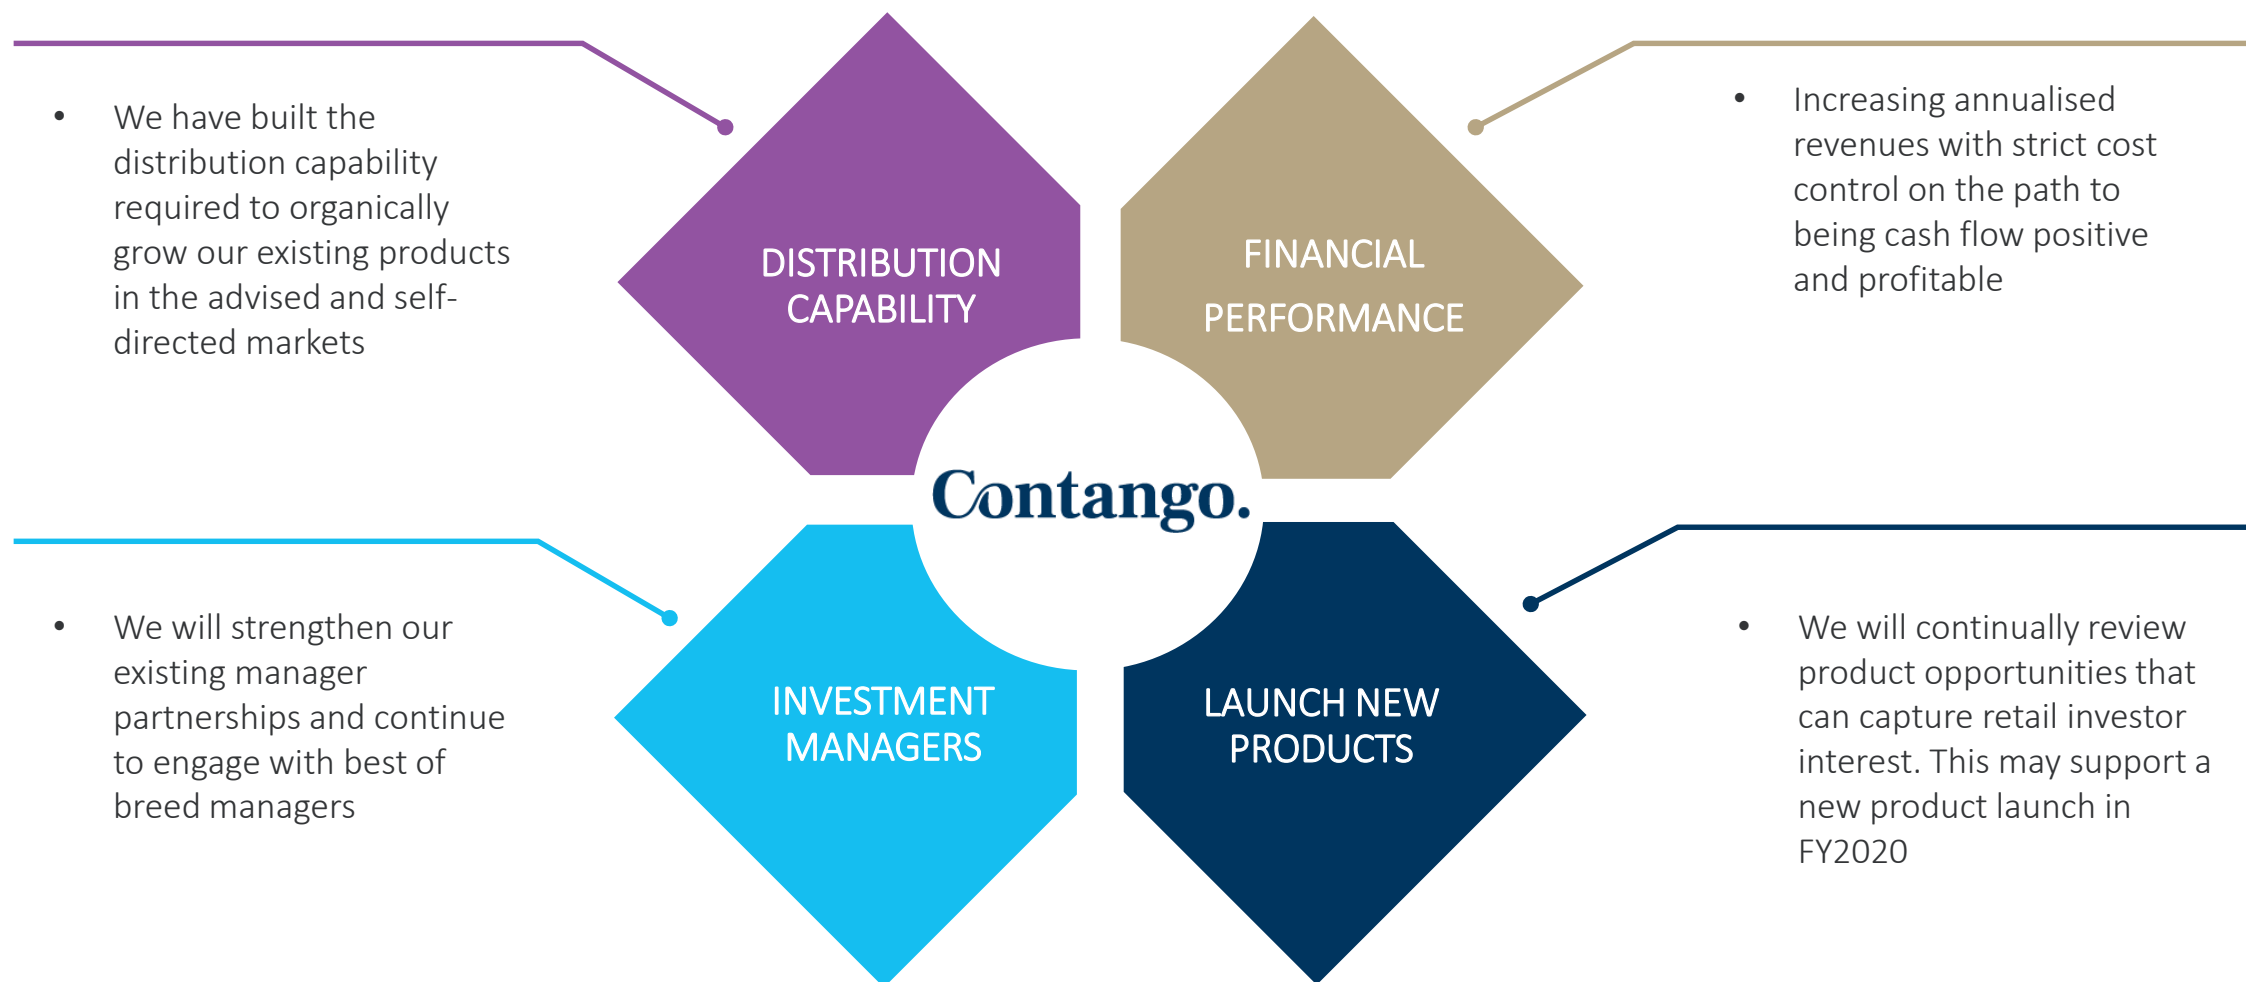 • We have built the
distribution capability
required to organically
grow our existing products
in the advised and self-
directed markets
DISTRIBUTION
CAPABILITY
FINANCIAL
PERFORMANCE
• Increasing annualised
revenues with strict cost
control on the path to
being cash flow positive
and profitable
Contango.
• We will strengthen our
existing manager
partnerships and continue
to engage with best of
breed managers
INVESTMENT
MANAGERS
LAUNCH NEW
PRODUCTS
• We will continually review
product opportunities that
can capture retail investor
interest. This may support a
new product launch in
FY2020